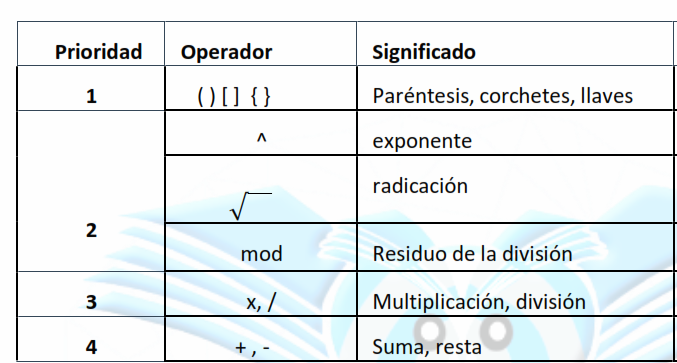 Prioridad Operador Significado
1 ( ) [ ] { } Paréntesis, corchetes, llaves
^ exponente
√ radicación
2
mod Residuo de la división
3 x, / Multiplicación, división
4 + , - Suma, resta